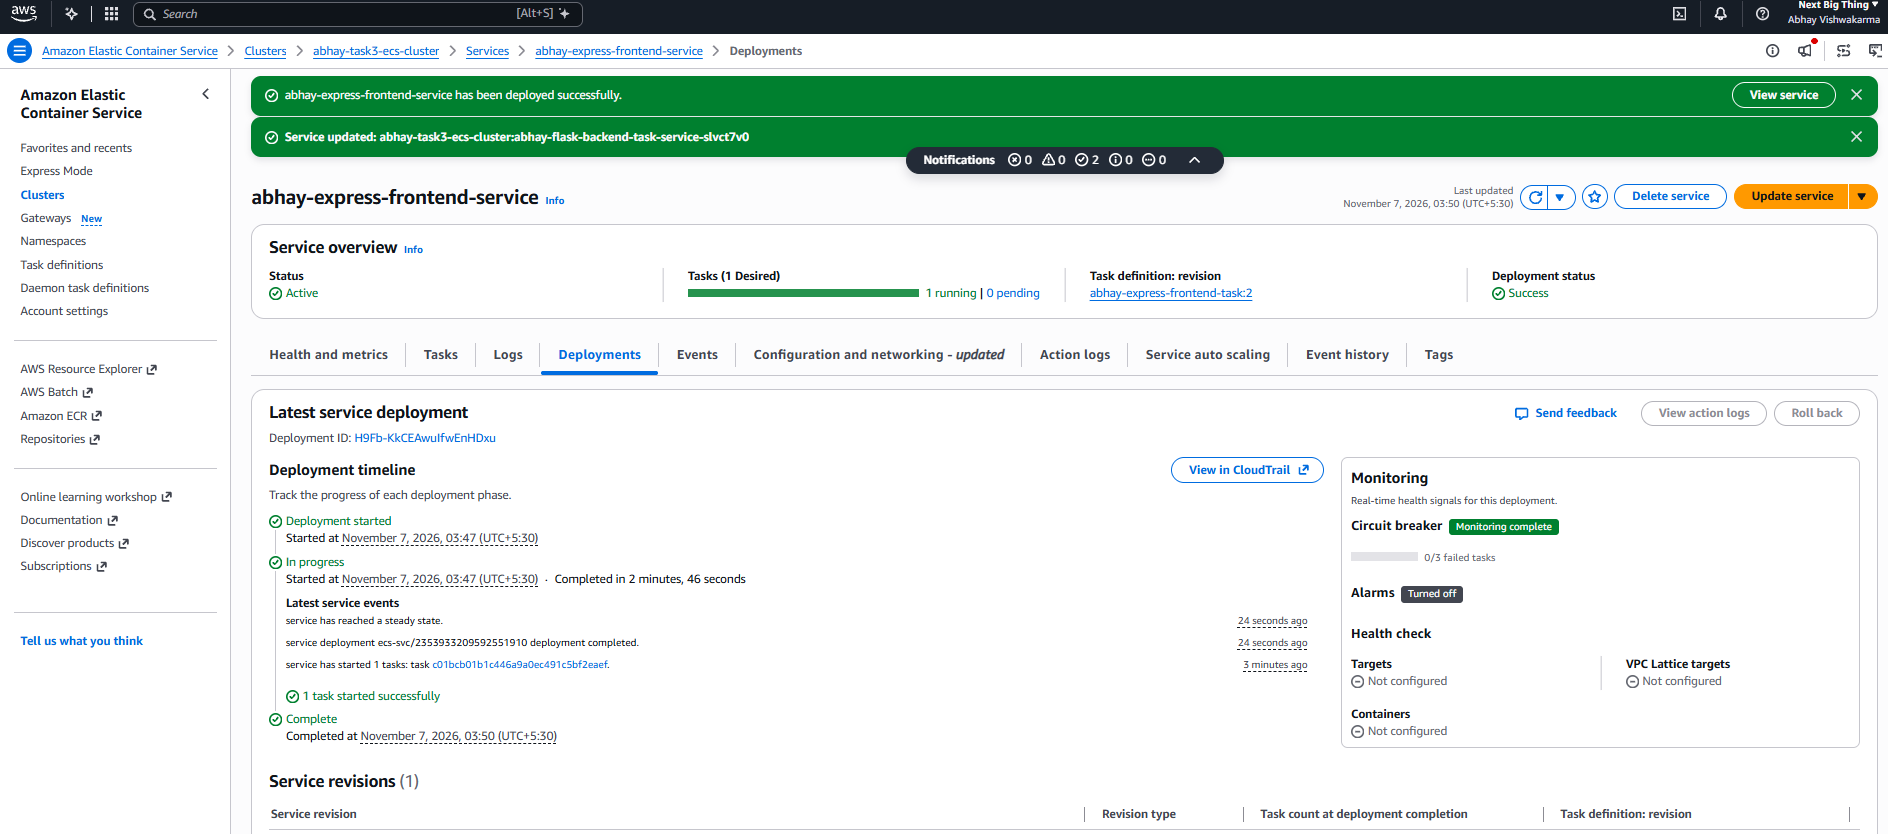 aws
Search [Alt+S]
Next Big Thing
Abhay Vishwakarma
Amazon Elastic Container Service > Clusters > abhay-task3-ecs-cluster > Services > abhay-express-frontend-service > Deployments
Amazon Elastic
Container Service
Favorites and recents
Express Mode
Clusters
Gateways New
Namespaces
Task definitions
Daemon task definitions
Account settings
AWS Resource Explorer
AWS Batch
Amazon ECR
Repositories
Online learning workshop
Documentation
Discover products
Subscriptions
Tell us what you think
abhay-express-frontend-service has been deployed successfully.
View service
Service updated: abhay-task3-ecs-cluster:abhay-flask-backend-task-service-slvct7v0
Notifications 0 0 2 0 0
abhay-express-frontend-service Info
Last updated
November 7, 2026, 03:50 (UTC+5:30)
Delete service
Update service
Service overview Info
Status
Active
Tasks (1 Desired)
1 running | 0 pending
Task definition: revision
abhay-express-frontend-task:2
Deployment status
Success
Health and metrics
Tasks
Logs
Deployments
Events
Configuration and networking - updated
Action logs
Service auto scaling
Event history
Tags
Latest service deployment
Send feedback
View action logs
Roll back
Deployment ID: H9Fb-KkCEAwuIfwEnHDxu
Deployment timeline
View in CloudTrail
Track the progress of each deployment phase.
Deployment started
Started at November 7, 2026, 03:47 (UTC+5:30)
In progress
Started at November 7, 2026, 03:47 (UTC+5:30) · Completed in 2 minutes, 46 seconds
Latest service events
service has reached a steady state. 24 seconds ago
service deployment ecs-svc/2353933209592551910 deployment completed. 24 seconds ago
service has started 1 tasks: task c01bcb01b1c446a9a0ec491c5bf2eaef. 3 minutes ago
1 task started successfully
Complete
Completed at November 7, 2026, 03:50 (UTC+5:30)
Monitoring
Real-time health signals for this deployment.
Circuit breaker Monitoring complete
0/3 failed tasks
Alarms Turned off
Health check
Targets
Not configured
VPC Lattice targets
Not configured
Containers
Not configured
Service revisions (1)
Service revision
Revision type
Task count at deployment completion
Task definition: revision